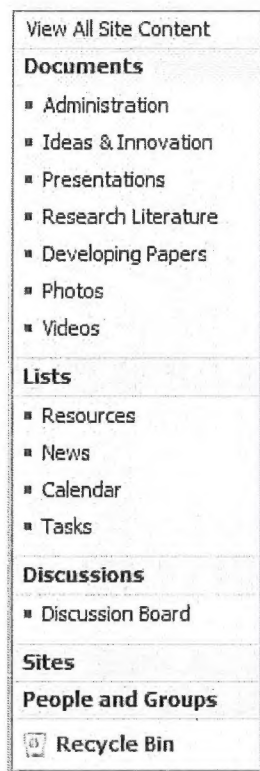 View All Site Content
Documents
Administration
Ideas & Innovation
Presentations
Research Literature
Developing Papers
Photos
Videos
Lists
Resources
News
Calendar
Tasks
Discussions
Discussion Board
Sites
People and Groups
Recycle Bin